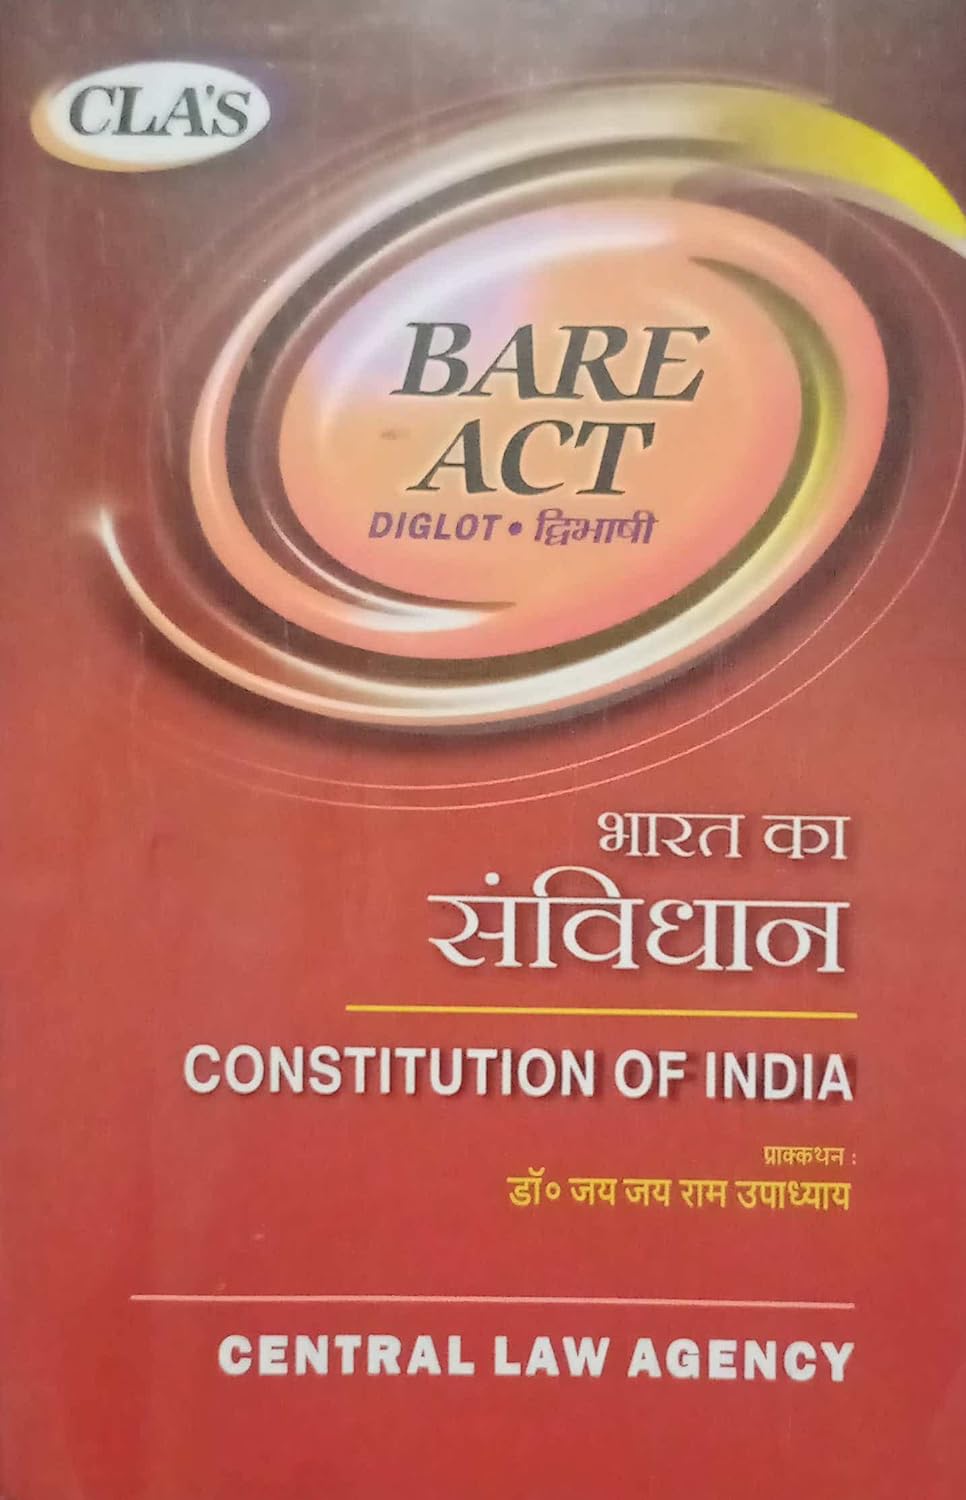 CLA'S
BARE
ACT
DIGLOT • द्विभाषी
भारत का
संविधान
CONSTITUTION OF INDIA
प्राक्कथन :
डॉ० जय जय राम उपाध्याय
CENTRAL LAW AGENCY